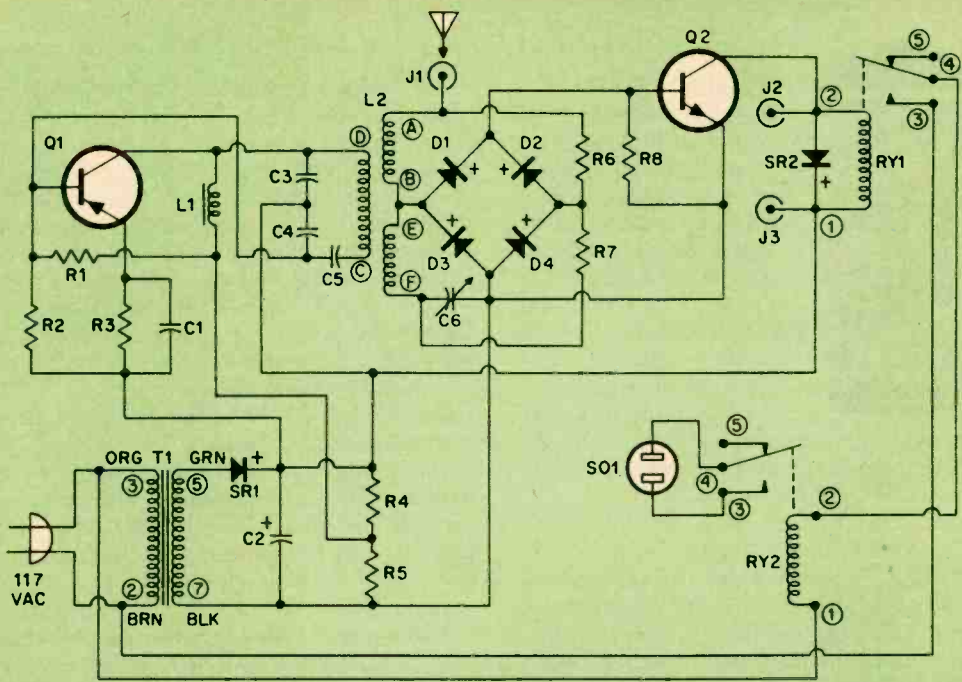 Q2
⑤
④
③
J1
L2
J2
②
Q1
Ⓐ
Ⓓ
D1
D2
+
+
R6
R8
SR2
RY1
C3
L1
Ⓑ
+
C4
Ⓔ
+
+
J3
①
R1
C5
Ⓒ
D3
D4
R7
Ⓕ
C6
R2
R3
C1
ORG T1 GRN
+
③
⑤
SR1
SO1
⑤
④
③
②
R4
+
C2
RY2
R5
117
VAC
②
⑦
BRN
BLK
①